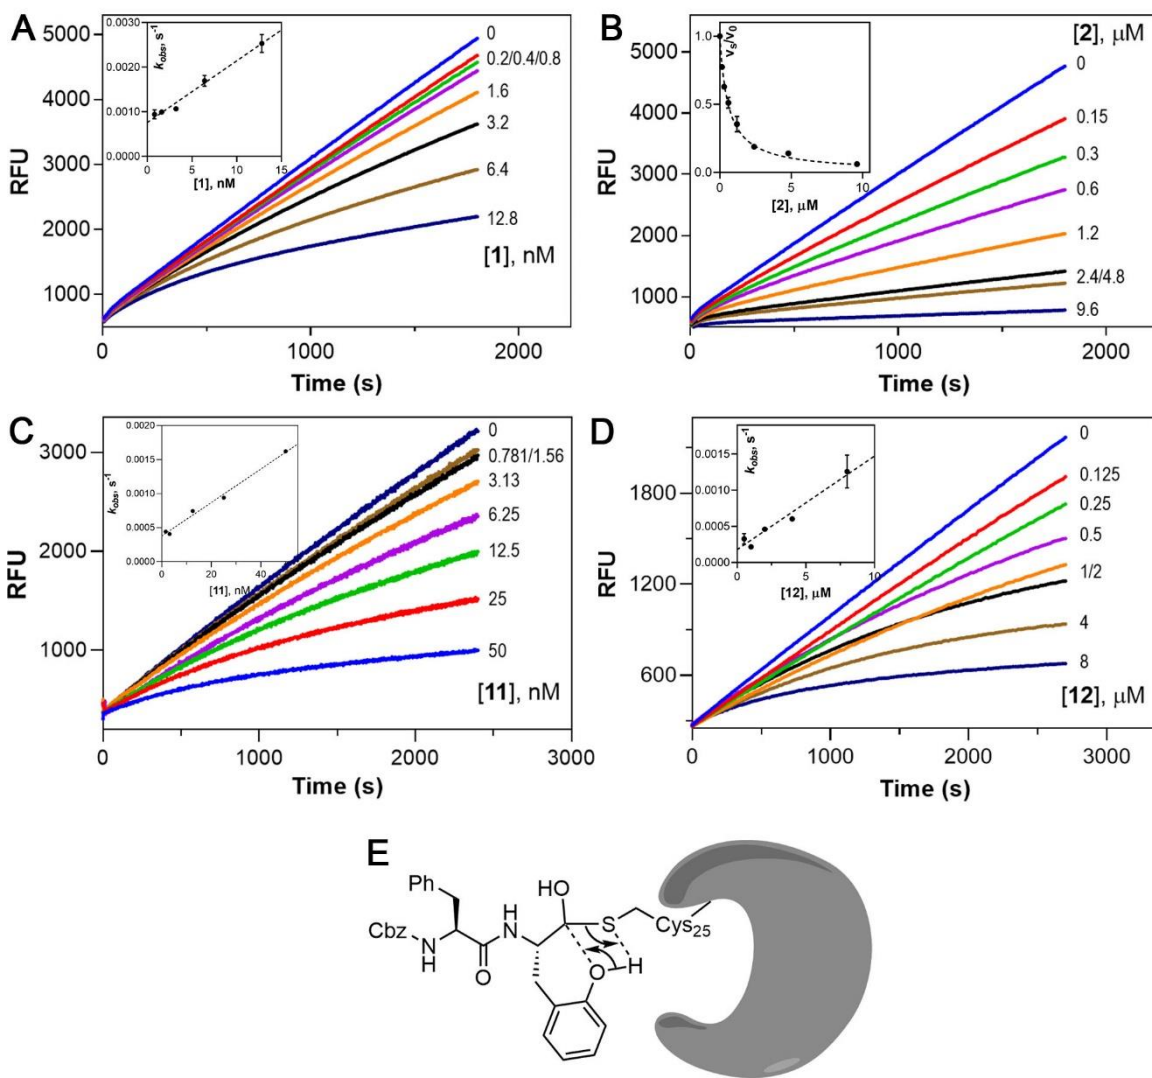 A
5000
4000
3000
2000
1000
RFU
0
1000
2000
Time (s)
0.0030
0.0020
0.0010
0.0000
k_obs, s⁻¹
0
5
10
15
[1], nM
0
0.2/0.4/0.8
1.6
3.2
6.4
12.8
[1], nM
B
5000
4000
3000
2000
1000
RFU
0
1000
2000
Time (s)
1.0
0.5
0.0
v_s/v_0
0
5
10
[2], µM
[2], µM
0
0.15
0.3
0.6
1.2
2.4/4.8
9.6
C
3000
2000
1000
RFU
0
1000
2000
3000
Time (s)
0.0020
0.0015
0.0010
0.0005
0.0000
k_obs, s⁻¹
0
20
40
[11], nM
0
0.781/1.56
3.13
6.25
12.5
25
50
[11], nM
D
1800
1200
600
RFU
0
1000
2000
3000
Time (s)
0.0015
0.0010
0.0005
0.0000
k_obs, s⁻¹
0
5
10
[12], µM
0
0.125
0.25
0.5
1/2
4
8
[12], µM
E
Ph
HO
Cbz
N
H
O
H
N
S
Cys₂₅
O
H